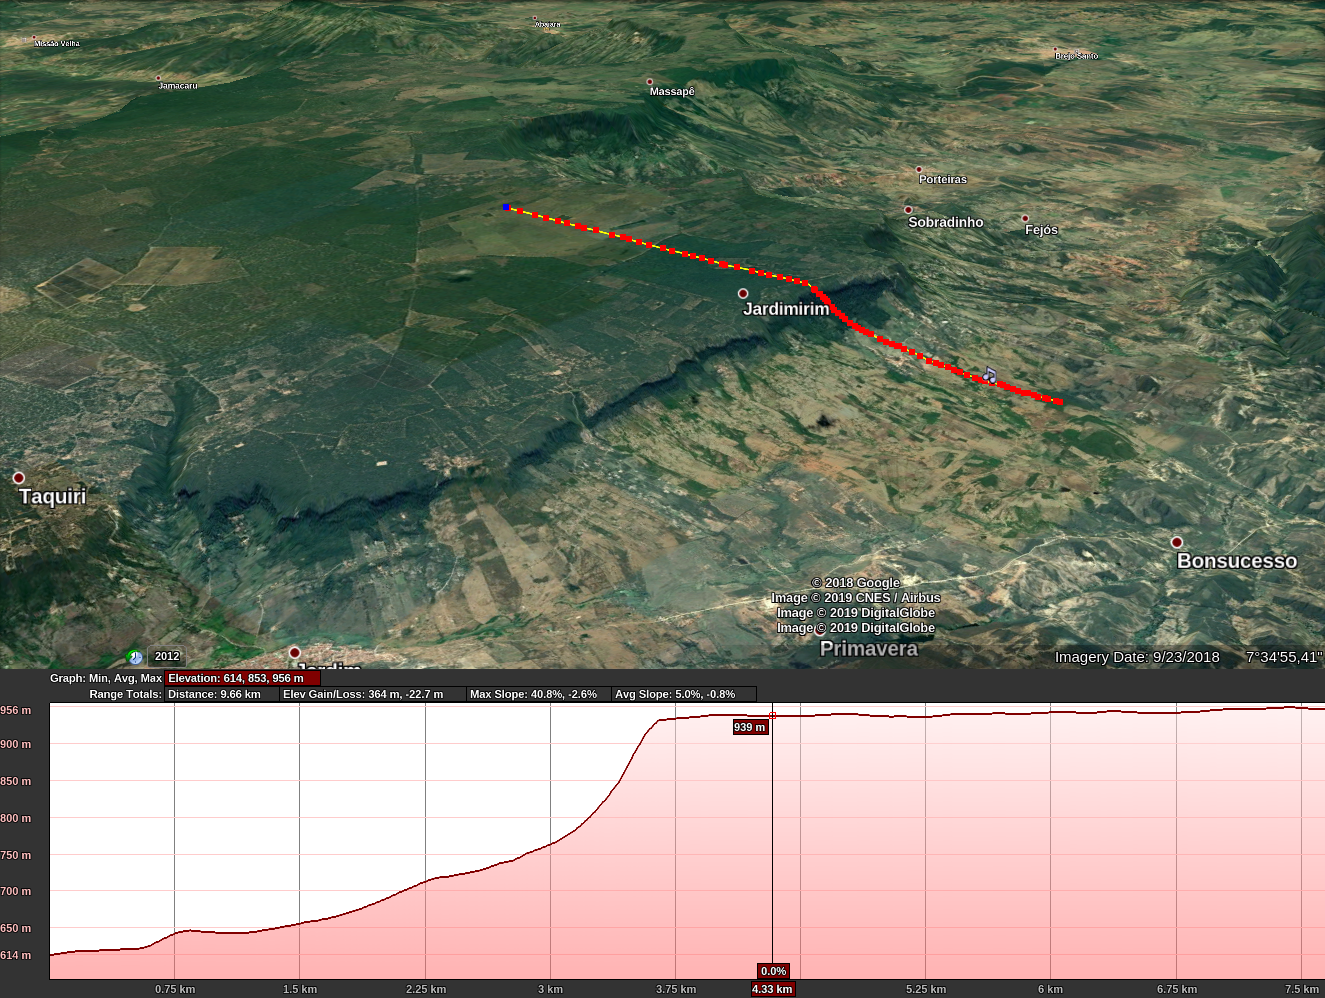 Abajara
Missão Velha
Brejo Santo
Jamacaru
Massapê
Porteiras
Sobradinho
Fejós
Jardimirim
Taquiri
Bonsucesso
© 2018 Google
Image © 2019 CNES / Airbus
Image © 2019 DigitalGlobe
Image © 2019 DigitalGlobe
Primavera
2012
Imagery Date: 9/23/2018 7°34'55,41"
Jardim
Graph: Min, Avg, Max Elevation: 614, 853, 956 m
Range Totals: Distance: 9.66 km Elev Gain/Loss: 364 m, -22.7 m Max Slope: 40.8%, -2.6% Avg Slope: 5.0%, -0.8%
956 m
939 m
900 m
850 m
800 m
750 m
700 m
650 m
614 m
0.0%
0.75 km 1.5 km 2.25 km 3 km 3.75 km 4.33 km 5.25 km 6 km 6.75 km 7.5 km